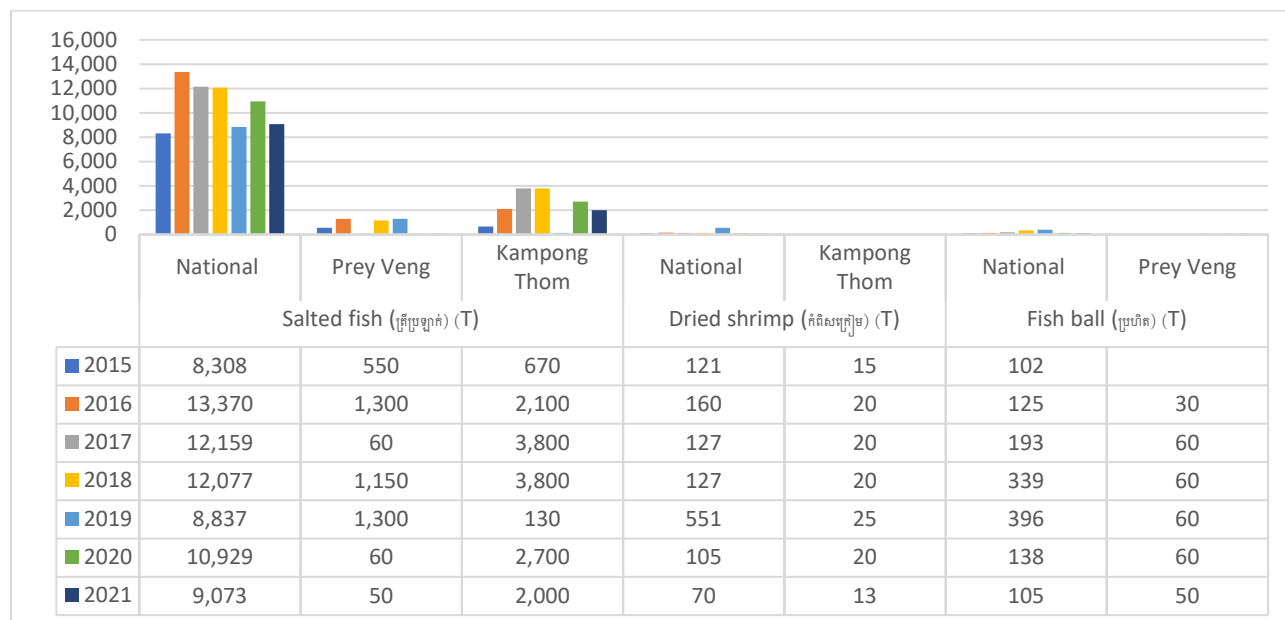 16,000
14,000
12,000
10,000
8,000
6,000
4,000
2,000
0
National Prey Veng Kampong Thom National Kampong Thom National Prey Veng
Salted fish (ត្រីប្រឡាក់) (T) Dried shrimp (កំពិសក្រៀម) (T) Fish ball (ប្រហិត) (T)
2015 8,308 550 670 121 15 102
2016 13,370 1,300 2,100 160 20 125 30
2017 12,159 60 3,800 127 20 193 60
2018 12,077 1,150 3,800 127 20 339 60
2019 8,837 1,300 130 551 25 396 60
2020 10,929 60 2,700 105 20 138 60
2021 9,073 50 2,000 70 13 105 50